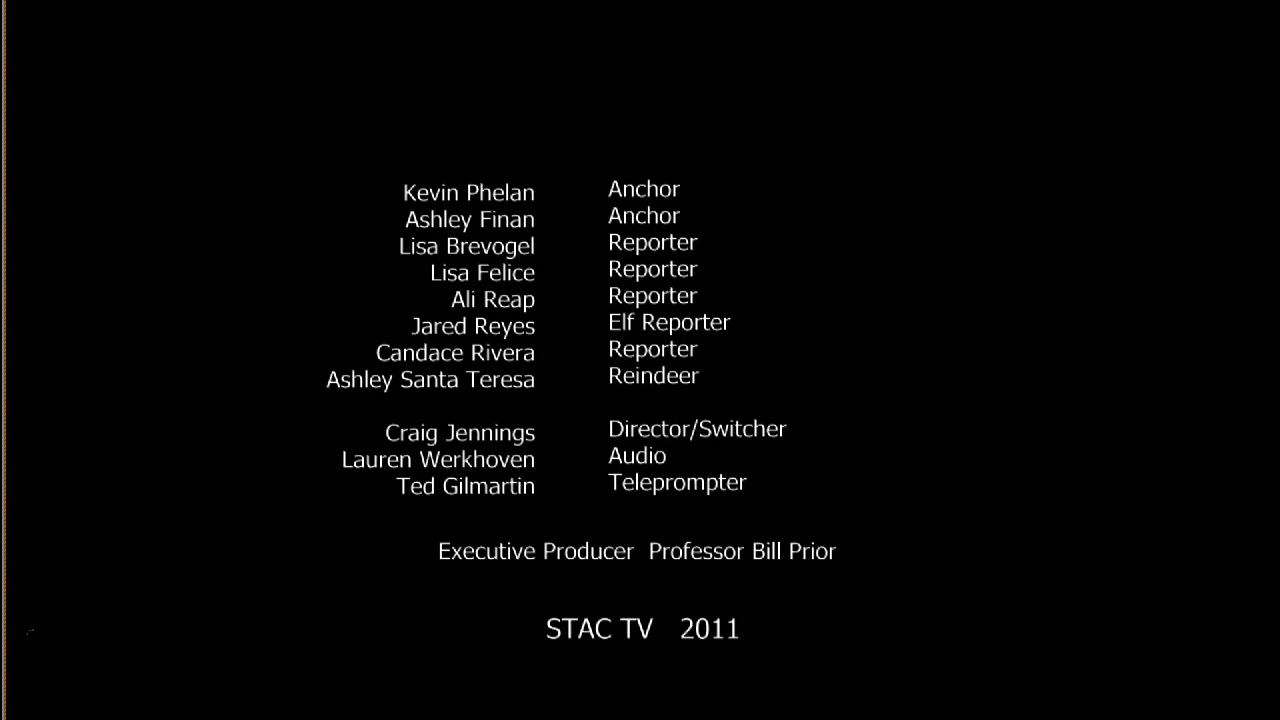 Kevin Phelan Anchor
Ashley Finan Anchor
Lisa Brevogel Reporter
Lisa Felice Reporter
Ali Reap Reporter
Jared Reyes Elf Reporter
Candace Rivera Reporter
Ashley Santa Teresa Reindeer
Craig Jennings Director/Switcher
Lauren Werkhoven Audio
Ted Gilmartin Teleprompter
Executive Producer Professor Bill Prior
STAC TV 2011